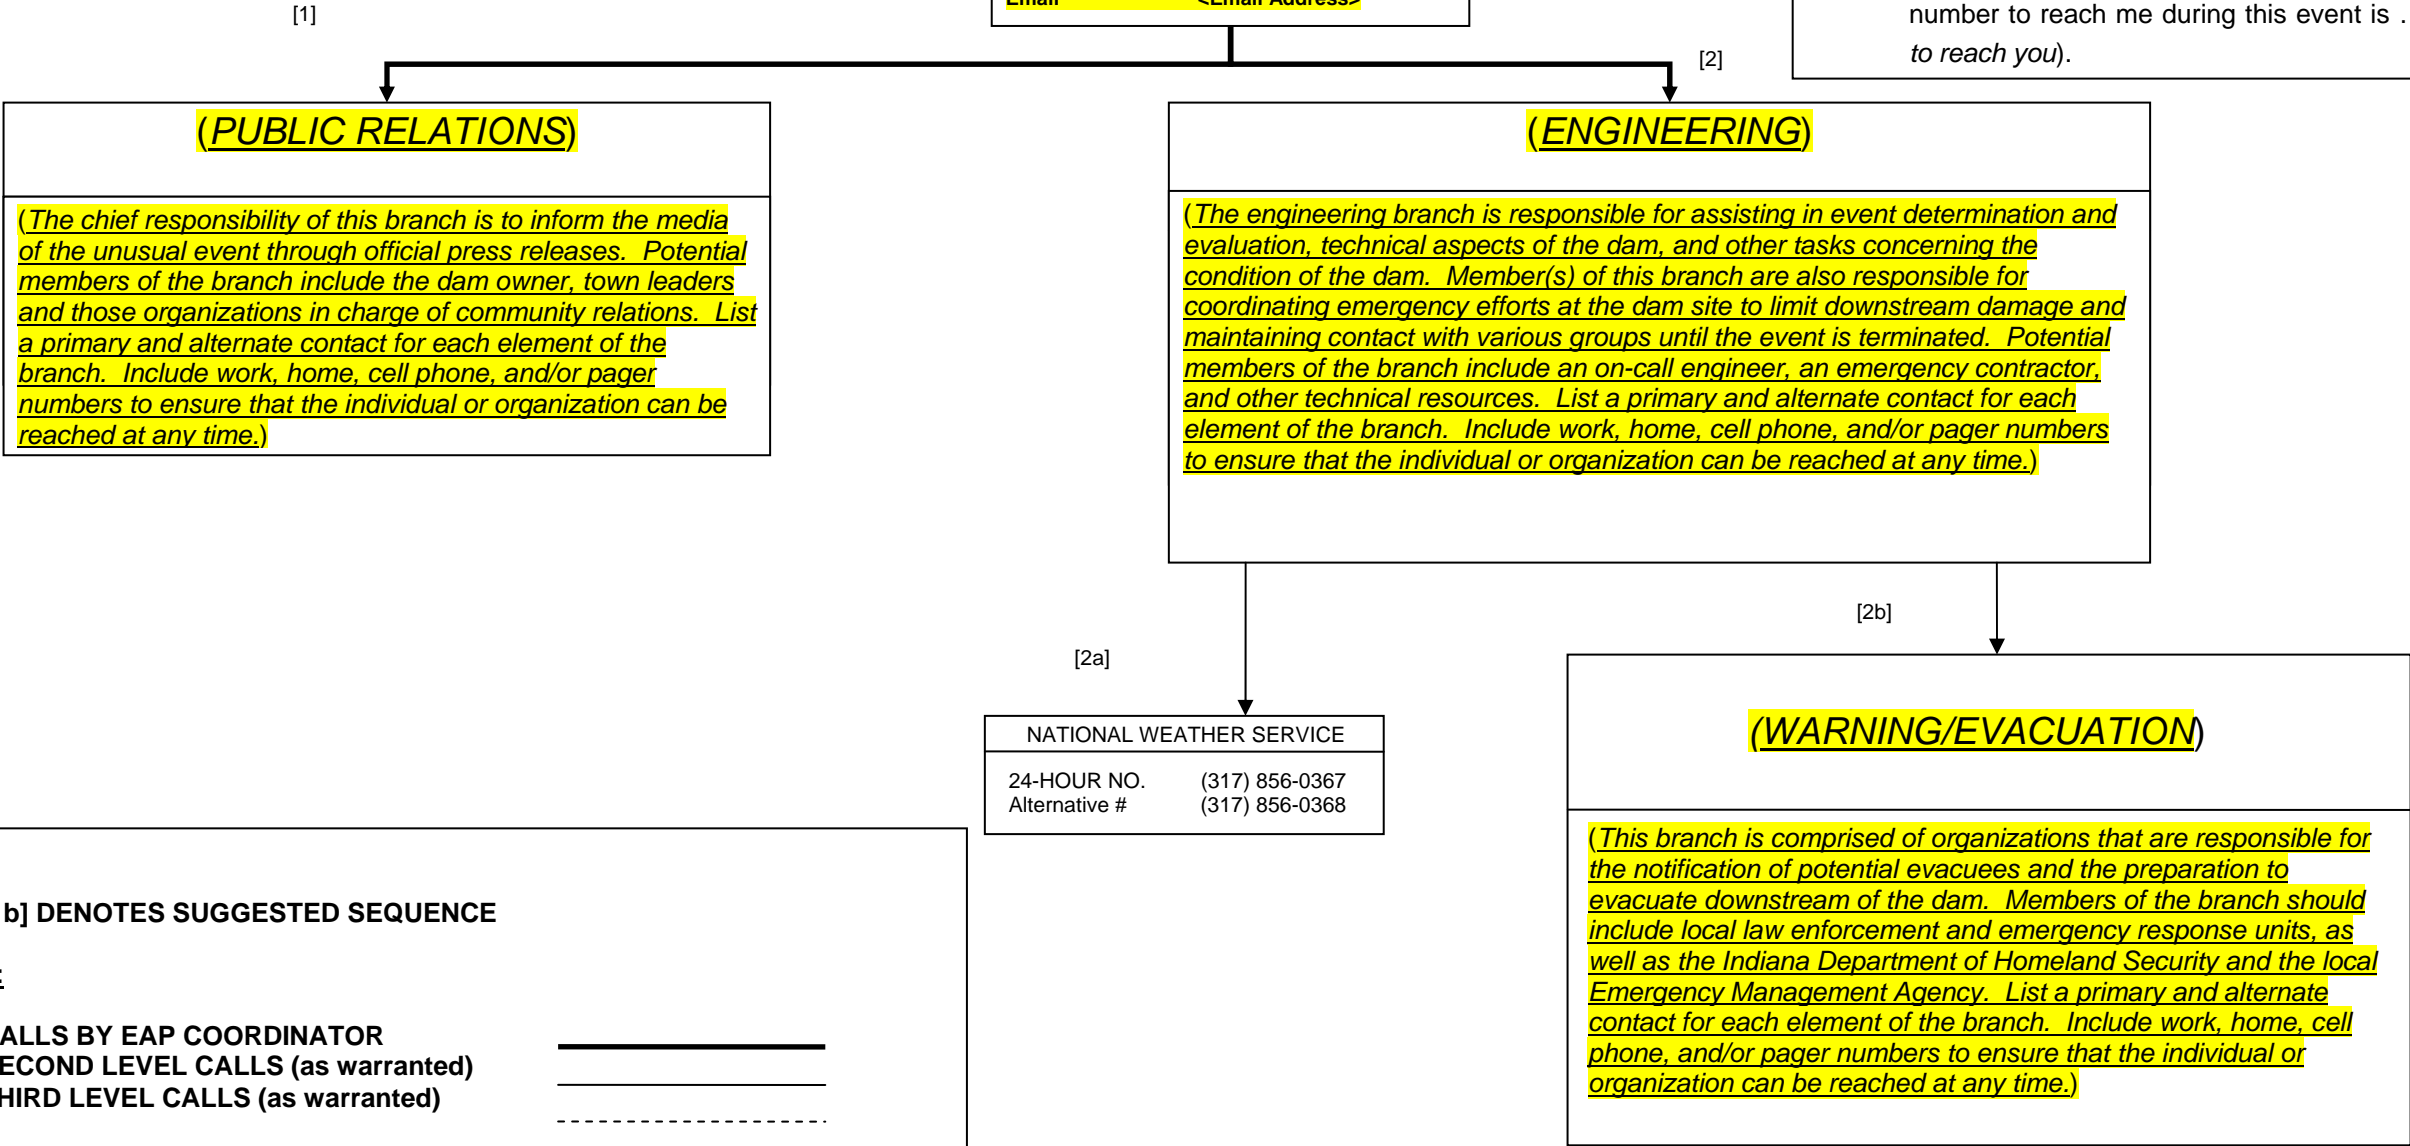 [1]
Email <Email Address>
number to reach me during this event is .
to reach you).
[2]
(PUBLIC RELATIONS)
(The chief responsibility of this branch is to inform the media
of the unusual event through official press releases. Potential
members of the branch include the dam owner, town leaders
and those organizations in charge of community relations. List
a primary and alternate contact for each element of the
branch. Include work, home, cell phone, and/or pager
numbers to ensure that the individual or organization can be
reached at any time.)
(ENGINEERING)
(The engineering branch is responsible for assisting in event determination and
evaluation, technical aspects of the dam, and other tasks concerning the
condition of the dam. Member(s) of this branch are also responsible for
coordinating emergency efforts at the dam site to limit downstream damage and
maintaining contact with various groups until the event is terminated. Potential
members of the branch include an on-call engineer, an emergency contractor,
and other technical resources. List a primary and alternate contact for each
element of the branch. Include work, home, cell phone, and/or pager numbers
to ensure that the individual or organization can be reached at any time.)
[2a]
[2b]
NATIONAL WEATHER SERVICE
24-HOUR NO. (317) 856-0367
Alternative # (317) 856-0368
(WARNING/EVACUATION)
(This branch is comprised of organizations that are responsible for
the notification of potential evacuees and the preparation to
evacuate downstream of the dam. Members of the branch should
include local law enforcement and emergency response units, as
well as the Indiana Department of Homeland Security and the local
Emergency Management Agency. List a primary and alternate
contact for each element of the branch. Include work, home, cell
phone, and/or pager numbers to ensure that the individual or
organization can be reached at any time.)
b] DENOTES SUGGESTED SEQUENCE
ALLS BY EAP COORDINATOR
ECOND LEVEL CALLS (as warranted)
HIRD LEVEL CALLS (as warranted)